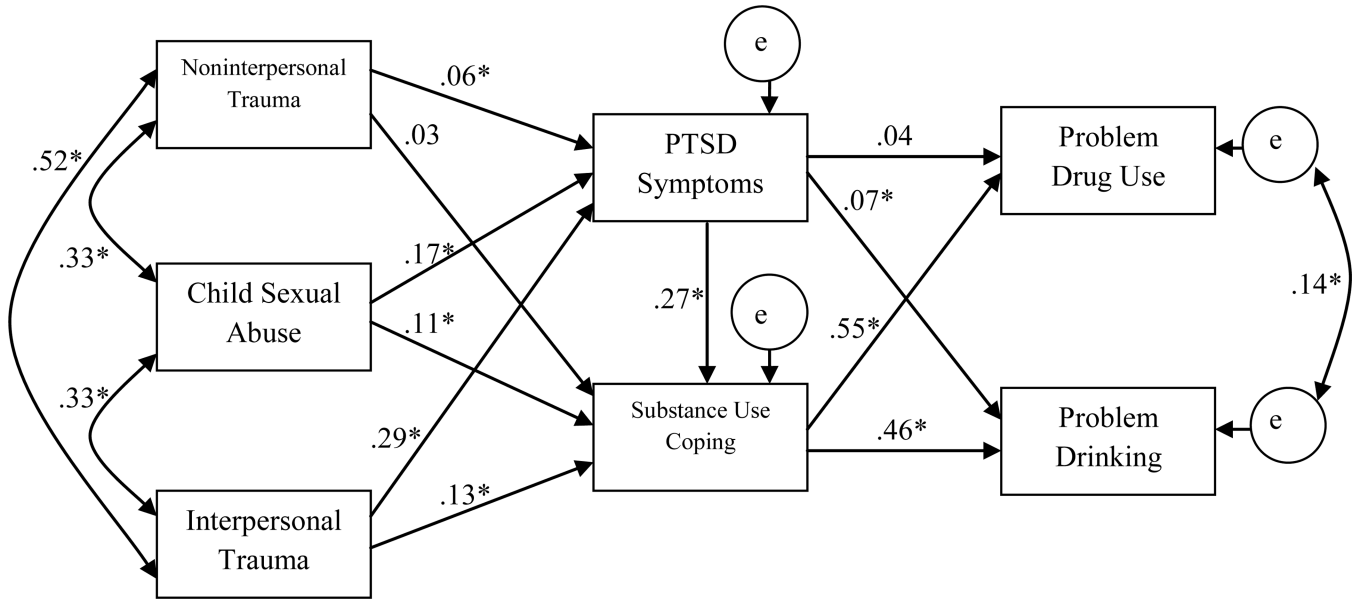 e
Noninterpersonal
Trauma
.06*
PTSD
Symptoms
.04
Problem
Drug Use
e
.52*
.03
.07*
.33*
.17*
Child Sexual
Abuse
.27*
e
.14*
.11*
.55*
.33*
Substance Use
Coping
Problem
Drinking
e
.29*
.46*
.13*
Interpersonal
Trauma